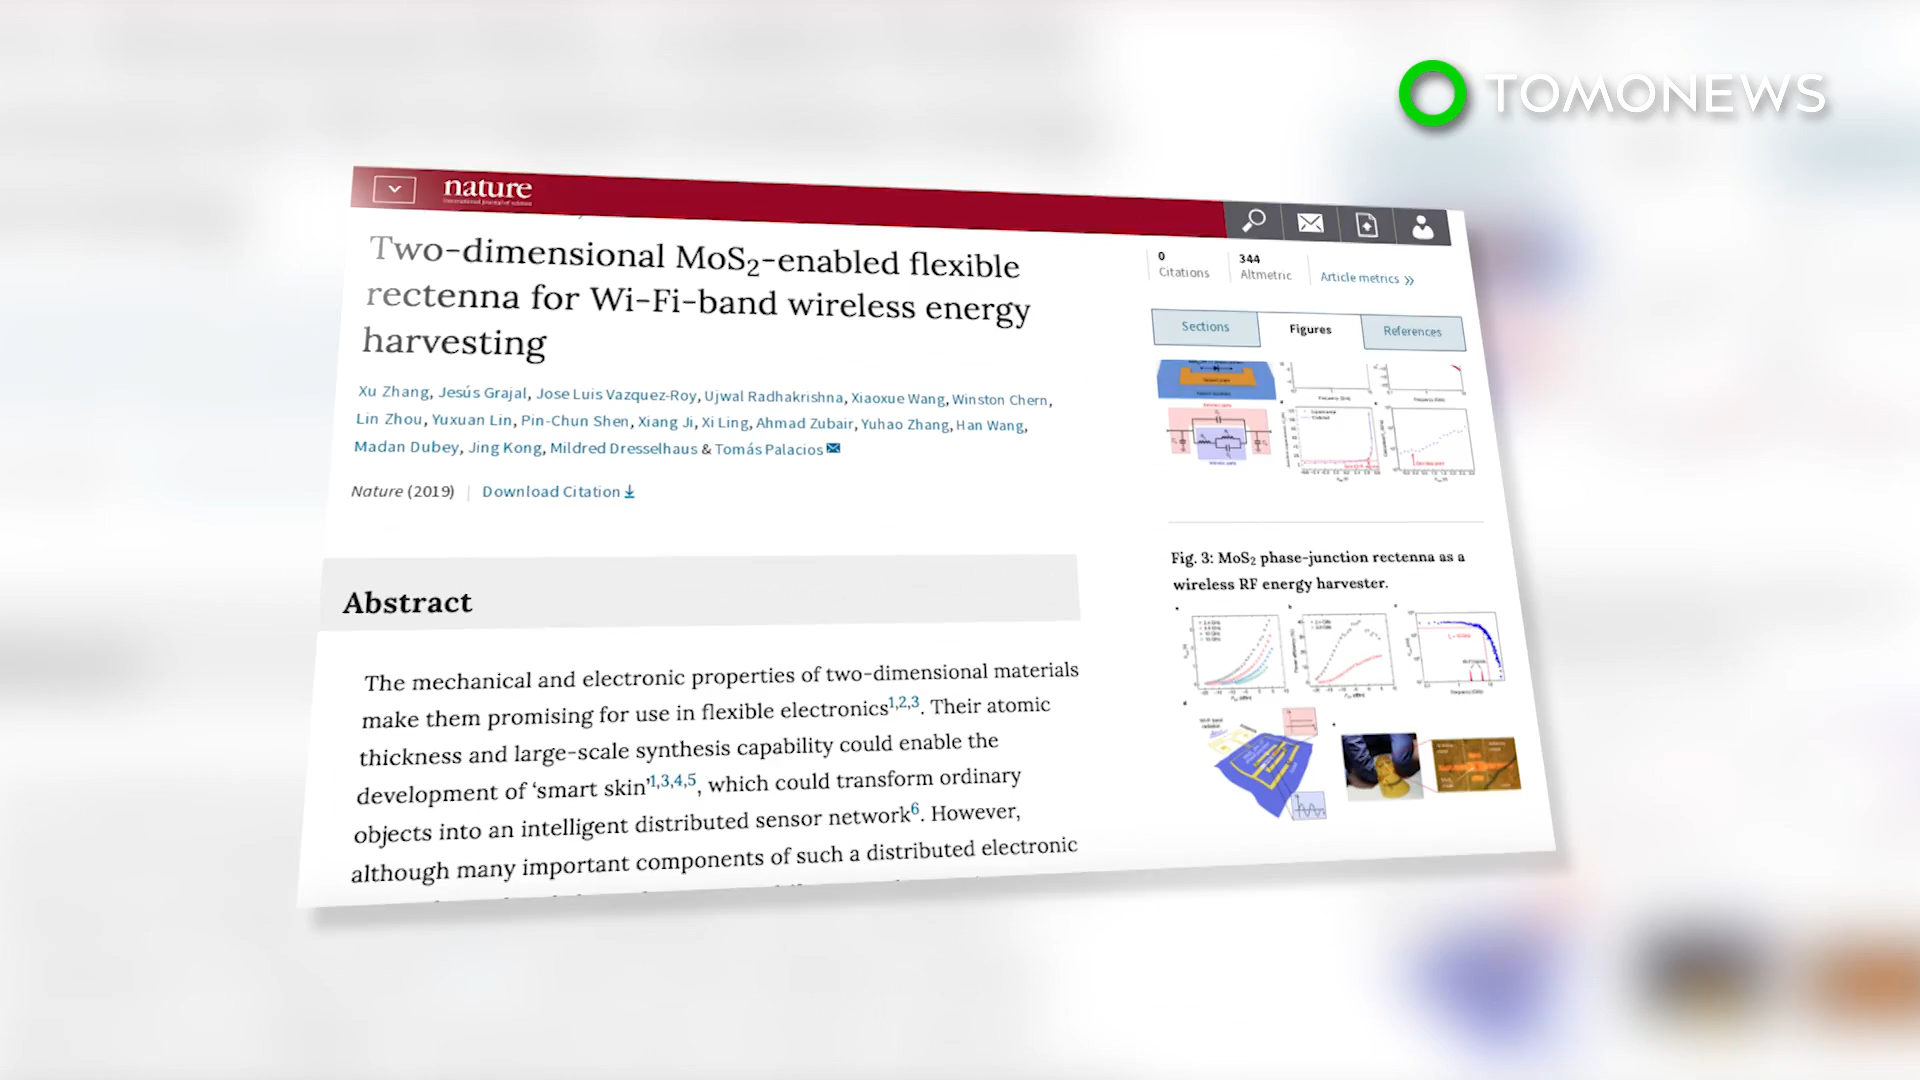 TOMONEWS
nature
International journal of science
Two-dimensional MoS2-enabled flexible
rectenna for Wi-Fi-band wireless energy
harvesting
Xu Zhang, Jesús Grajal, Jose Luis Vazquez-Roy, Ujwal Radhakrishna, Xiaoxue Wang, Winston Chern,
Lin Zhou, Yuxuan Lin, Pin-Chun Shen, Xiang Ji, Xi Ling, Ahmad Zubair, Yuhao Zhang, Han Wang,
Madan Dubey, Jing Kong, Mildred Dresselhaus & Tomás Palacios
Nature (2019) | Download Citation
Abstract
The mechanical and electronic properties of two-dimensional materials
make them promising for use in flexible electronics1,2,3. Their atomic
thickness and large-scale synthesis capability could enable the
development of ‘smart skin’1,3,4,5, which could transform ordinary
objects into an intelligent distributed sensor network6. However,
although many important components of such a distributed electronic
0 344
Citations Altmetric Article metrics »
Sections Figures References
Fig. 3: MoS2 phase-junction rectenna as a
wireless RF energy harvester.